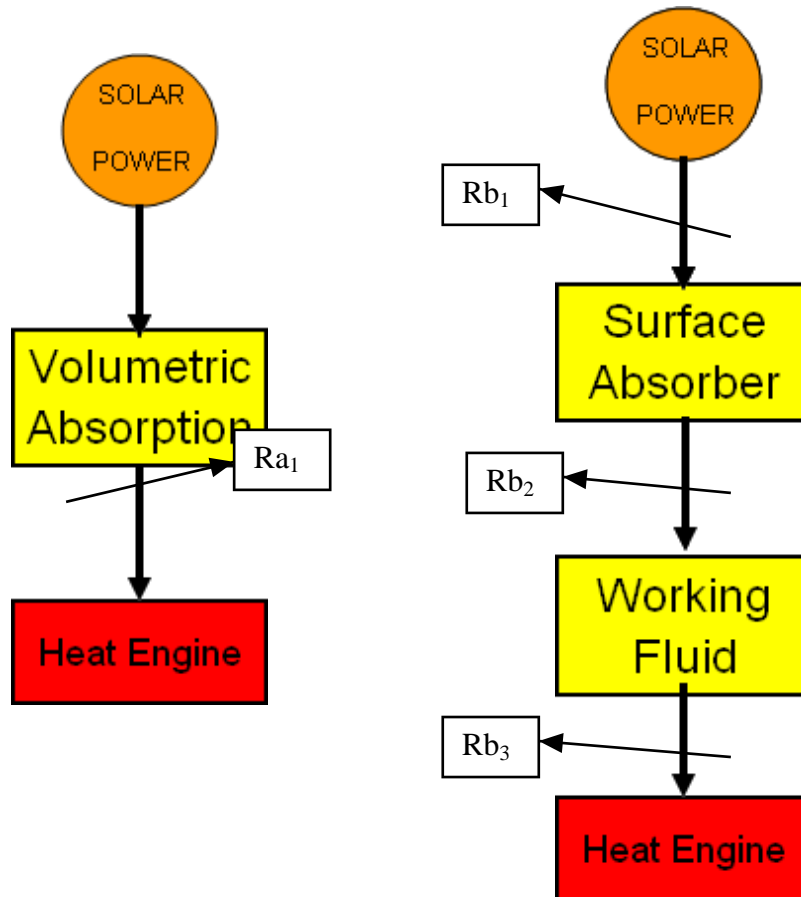 SOLAR
POWER
Volumetric
Absorption
Ra₁
Heat Engine
SOLAR
POWER
Rb₁
Surface
Absorber
Rb₂
Working
Fluid
Rb₃
Heat Engine